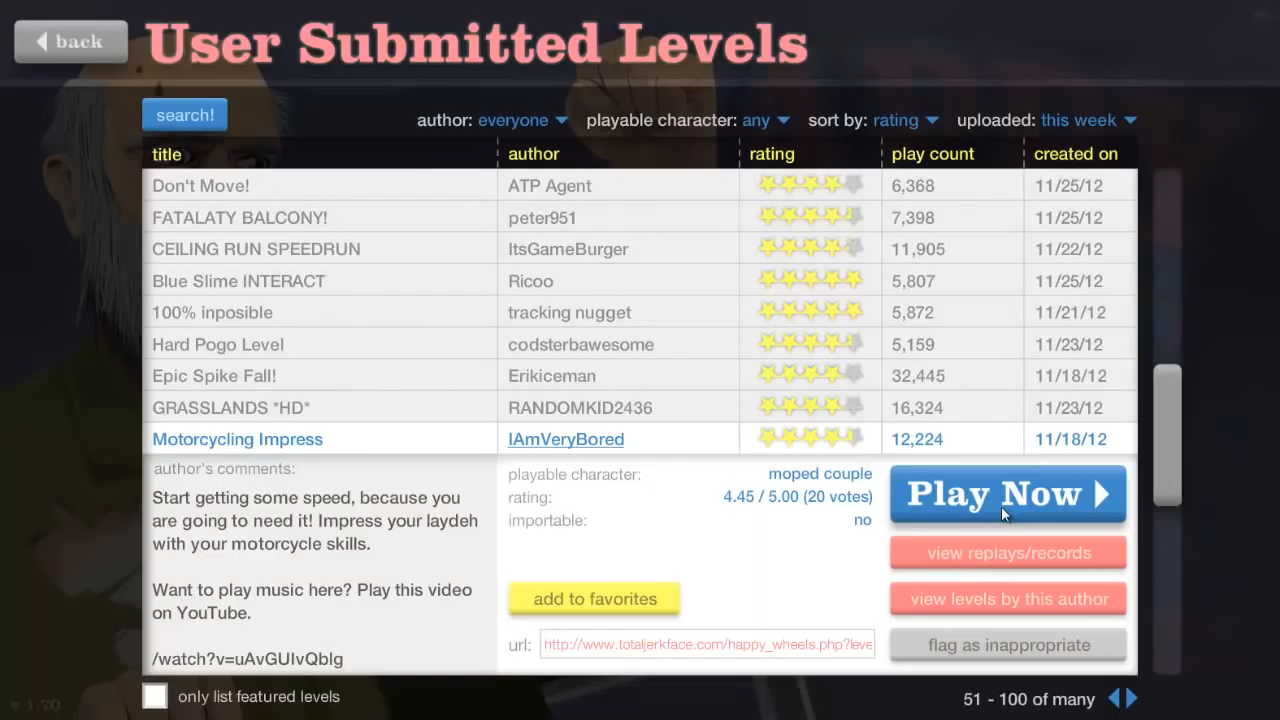 back
User Submitted Levels
search!
author: everyone playable character: any sort by: rating uploaded: this week
title author rating play count created on
Don't Move! ATP Agent 6,368 11/25/12
FATALATY BALCONY! peter951 7,398 11/25/12
CEILING RUN SPEEDRUN ItsGameBurger 11,905 11/22/12
Blue Slime INTERACT Ricoo 5,807 11/25/12
100% inposible tracking nugget 5,872 11/21/12
Hard Pogo Level codsterbawesome 5,159 11/23/12
Epic Spike Fall! Erikiceman 32,445 11/18/12
GRASSLANDS *HD* RANDOMKID2436 16,324 11/23/12
Motorcycling Impress IAmVeryBored 12,224 11/18/12
author's comments:
Start getting some speed, because you
are going to need it! Impress your laydeh
with your motorcycle skills.
Want to play music here? Play this video
on YouTube.
/watch?v=uAvGUIvQbIg
playable character: moped couple
rating: 4.45 / 5.00 (20 votes)
importable: no
add to favorites
url: http://www.totaljerkface.com/happy_wheels.php?leve
Play Now
view replays/records
view levels by this author
flag as inappropriate
only list featured levels
51 - 100 of many
v 1.70